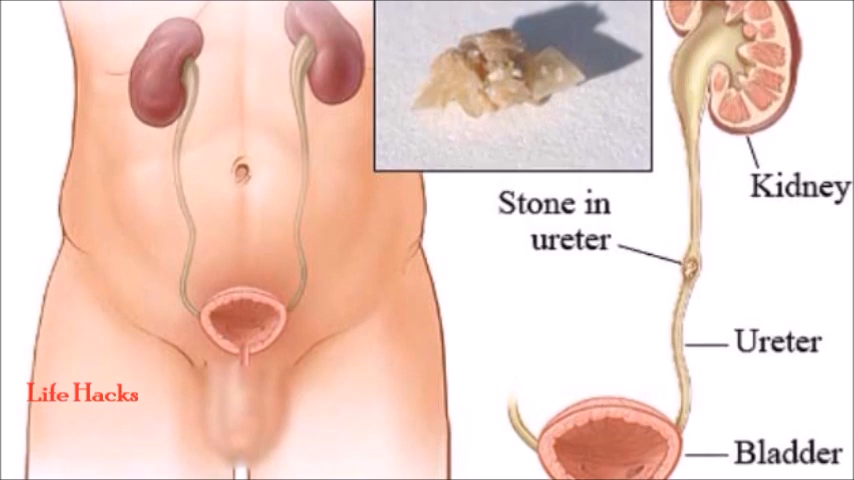 Stone in
ureter
Kidney
Ureter
Bladder
Life Hacks